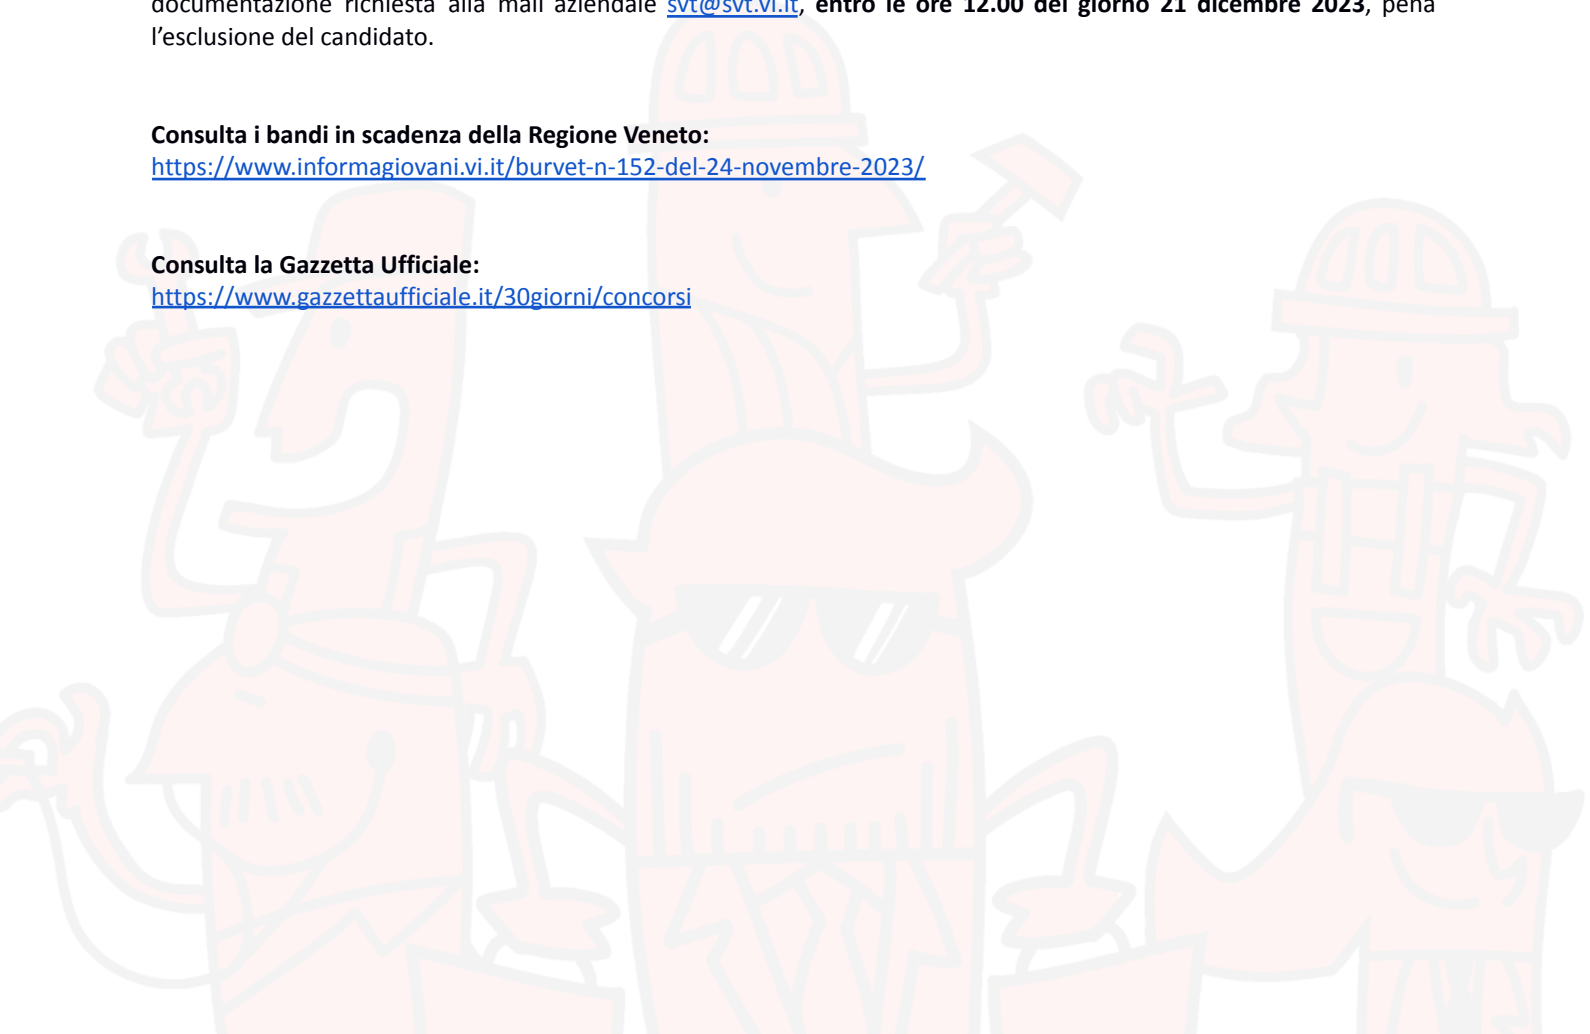 documentazione richiesta alla mail aziendale svt@svt.vi.it, entro le ore 12.00 del giorno 21 dicembre 2023, pena
l’esclusione del candidato.
Consulta i bandi in scadenza della Regione Veneto:
https://www.informagiovani.vi.it/burvet-n-152-del-24-novembre-2023/
Consulta la Gazzetta Ufficiale:
https://www.gazzettaufficiale.it/30giorni/concorsi